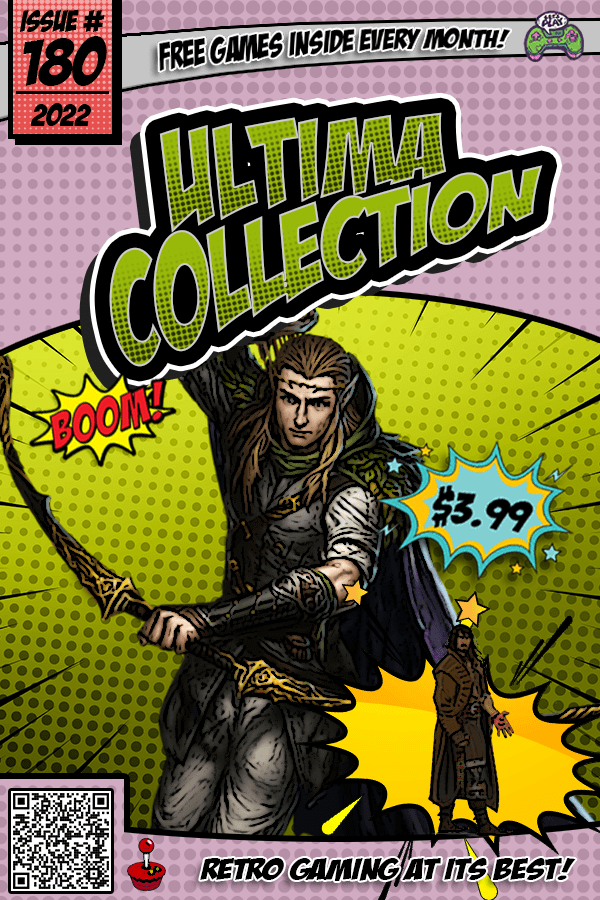 ISSUE #
180
2022
FREE GAMES INSIDE EVERY MONTH!
ULTIMA
COLLECTION
BOOM!
$3.99
RETRO GAMING AT ITS BEST!